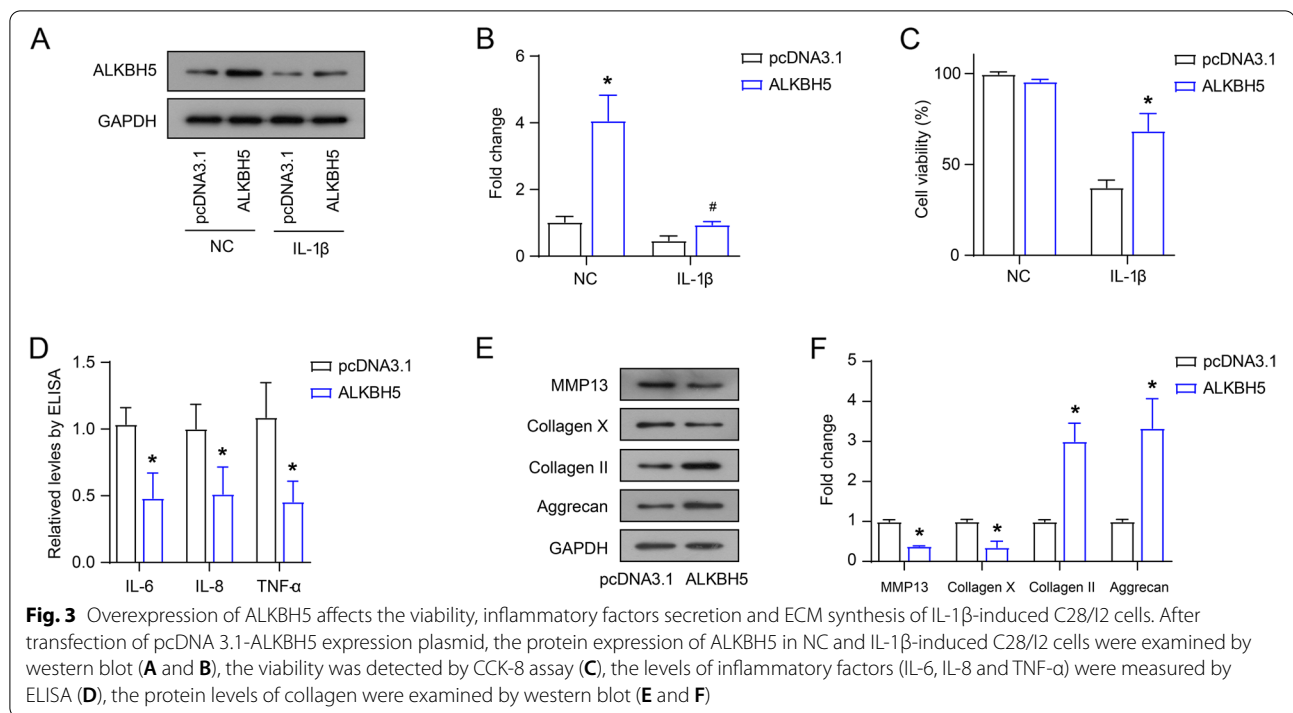 A
ALKBH5
GAPDH
pcDNA3.1
ALKBH5
pcDNA3.1
ALKBH5
NC
IL-1β
B
pcDNA3.1
ALKBH5
Fold change
6
4
2
0
*
#
NC
IL-1β
C
pcDNA3.1
ALKBH5
Cell viability (%)
100
50
0
*
NC
IL-1β
D
pcDNA3.1
ALKBH5
Relatived levles by ELISA
1.5
1.0
0.5
0.0
*
*
*
IL-6
IL-8
TNF-α
E
MMP13
Collagen X
Collagen II
Aggrecan
GAPDH
pcDNA3.1 ALKBH5
F
pcDNA3.1
ALKBH5
Fold change
5
4
3
2
1
0
*
*
*
*
MMP13
Collagen X
Collagen II
Aggrecan
Fig. 3 Overexpression of ALKBH5 affects the viability, inflammatory factors secretion and ECM synthesis of IL-1β-induced C28/I2 cells. After
transfection of pcDNA 3.1-ALKBH5 expression plasmid, the protein expression of ALKBH5 in NC and IL-1β-induced C28/I2 cells were examined by
western blot (A and B), the viability was detected by CCK-8 assay (C), the levels of inflammatory factors (IL-6, IL-8 and TNF-α) were measured by
ELISA (D), the protein levels of collagen were examined by western blot (E and F)